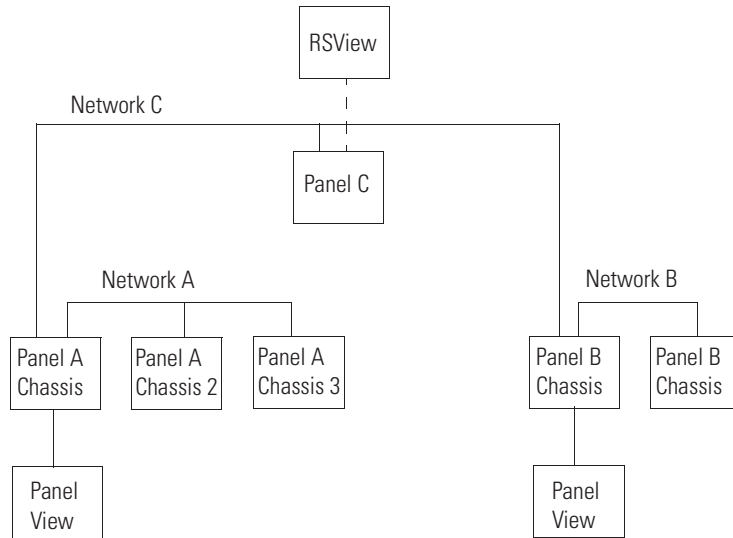 RSView
Network C
Panel C
Network A
Network B
Panel A
Chassis
Panel A
Chassis 2
Panel A
Chassis 3
Panel B
Chassis
Panel B
Chassis
Panel
View
Panel
View